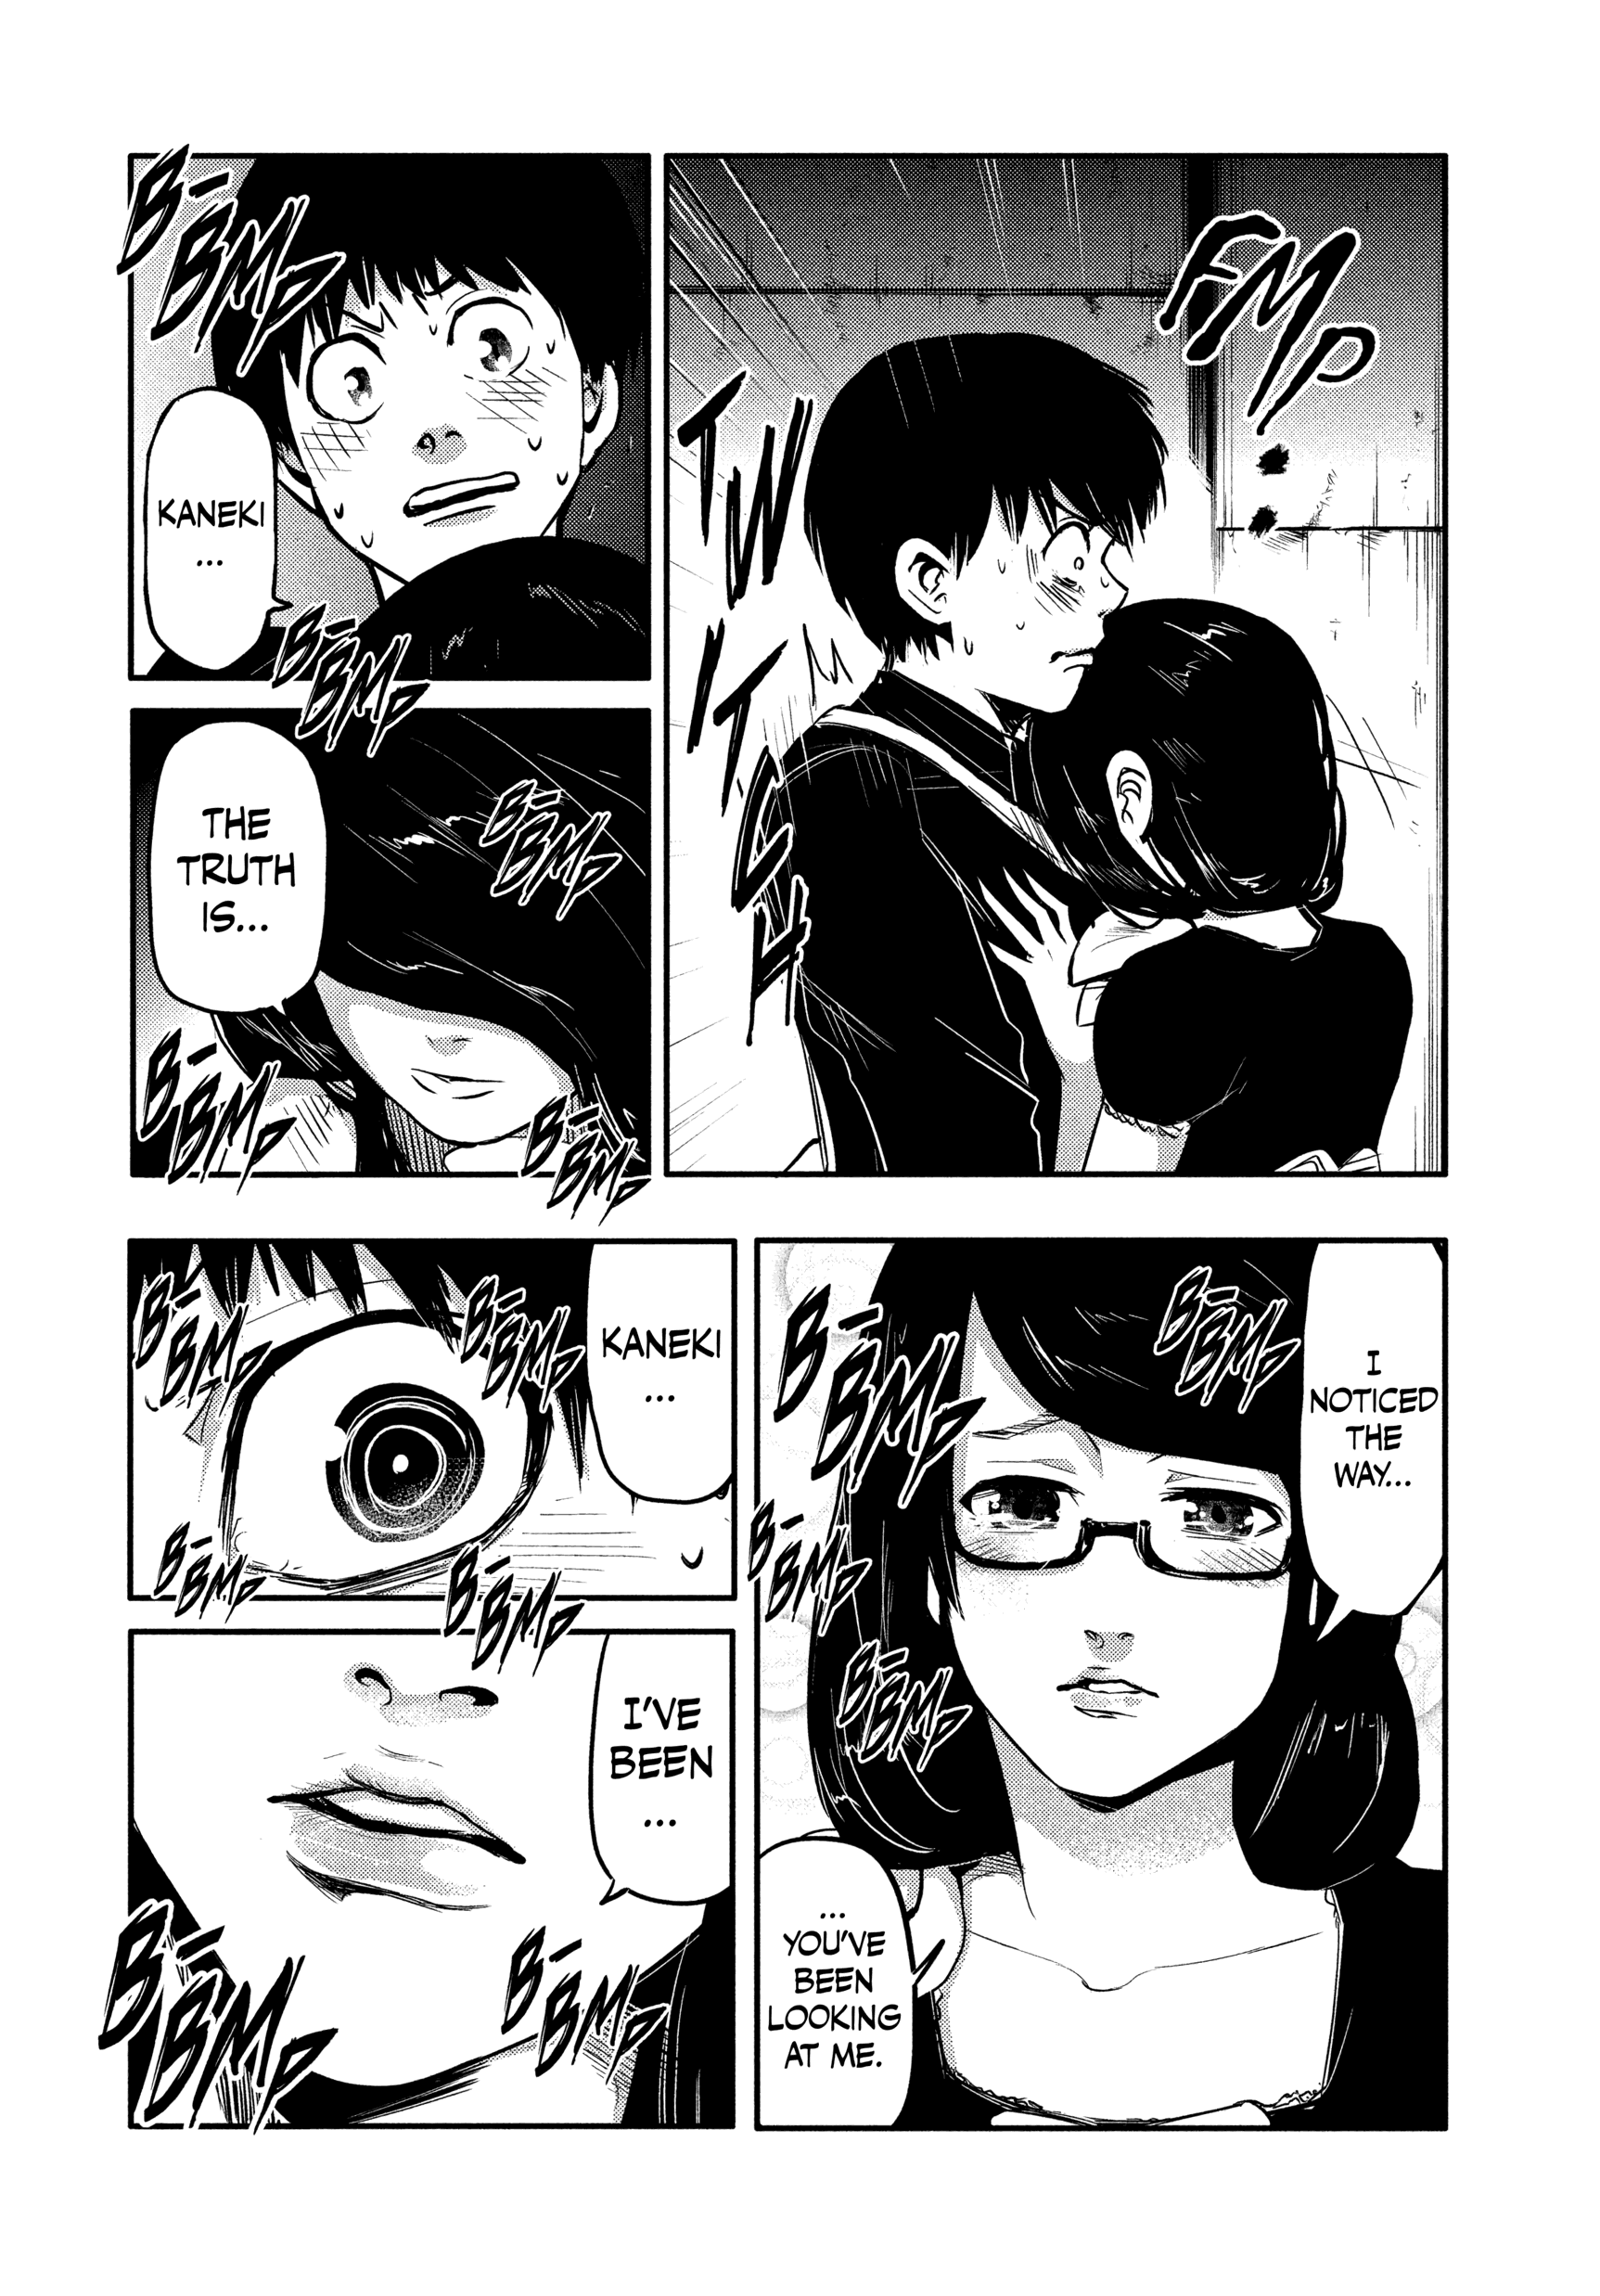 FMP
TWITCH
B-
BMP
KANEKI
...
B-
BMP
THE
TRUTH
IS...
B-
BMP
B-
BMP
B-
BMP
I
NOTICED
THE
WAY...
B-
BMP
B-
BMP
B-
BMP
B-
BMP
...
YOU'VE
BEEN
LOOKING
AT ME.
KANEKI
...
B-
BMP
B-
BMP
B-
BMP
B-
BMP
I'VE
BEEN
...
B-
BMP
B-
BMP